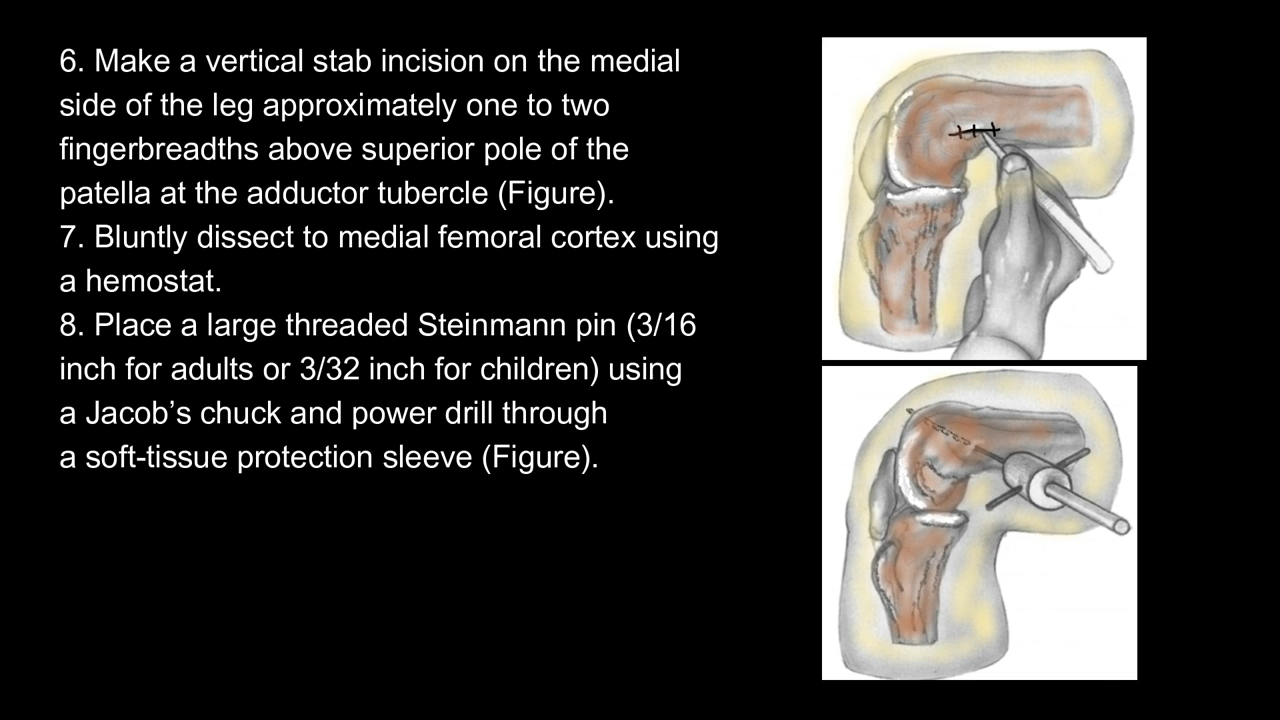 6. Make a vertical stab incision on the medial
side of the leg approximately one to two
fingerbreadths above superior pole of the
patella at the adductor tubercle (Figure).
7. Bluntly dissect to medial femoral cortex using
a hemostat.
8. Place a large threaded Steinmann pin (3/16
inch for adults or 3/32 inch for children) using
a Jacob’s chuck and power drill through
a soft-tissue protection sleeve (Figure).